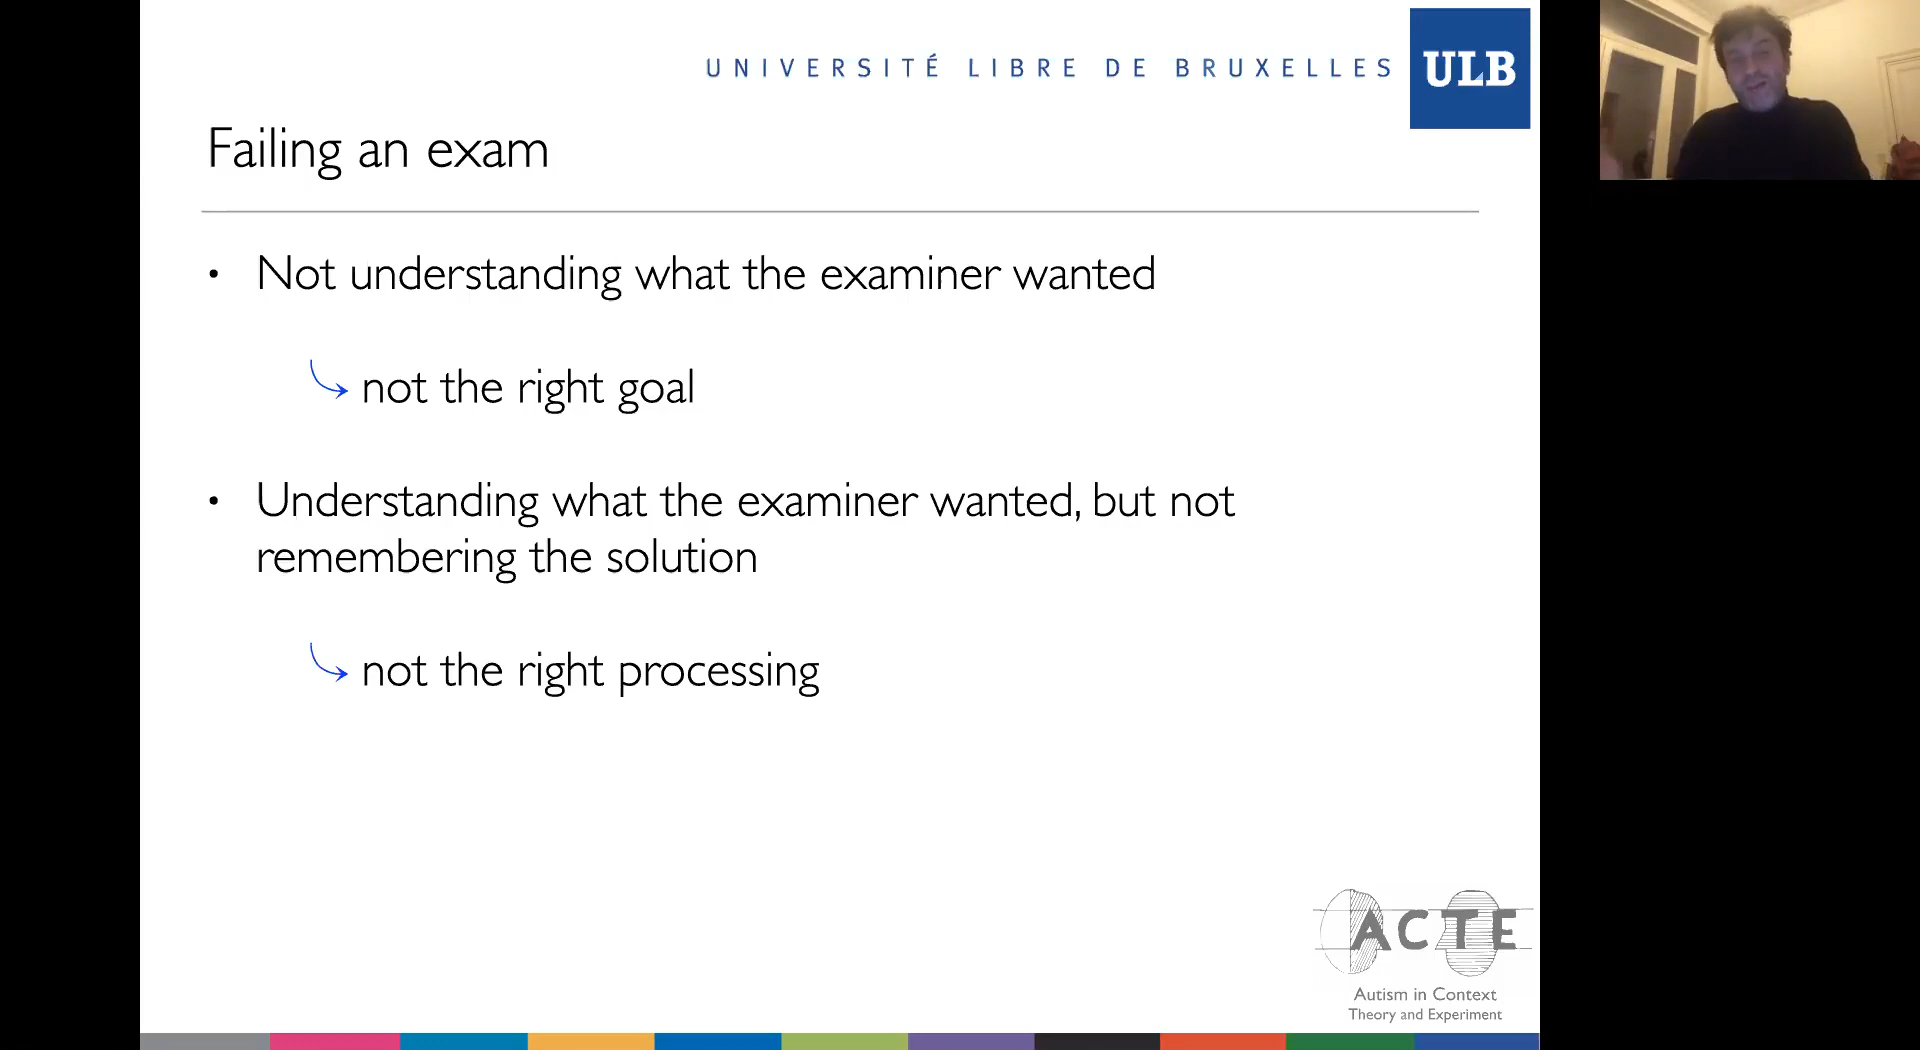 UNIVERSITÉ LIBRE DE BRUXELLES
ULB
Failing an exam
• Not understanding what the examiner wanted
not the right goal
• Understanding what the examiner wanted, but not
remembering the solution
not the right processing
ACTE
Autism in Context
Theory and Experiment